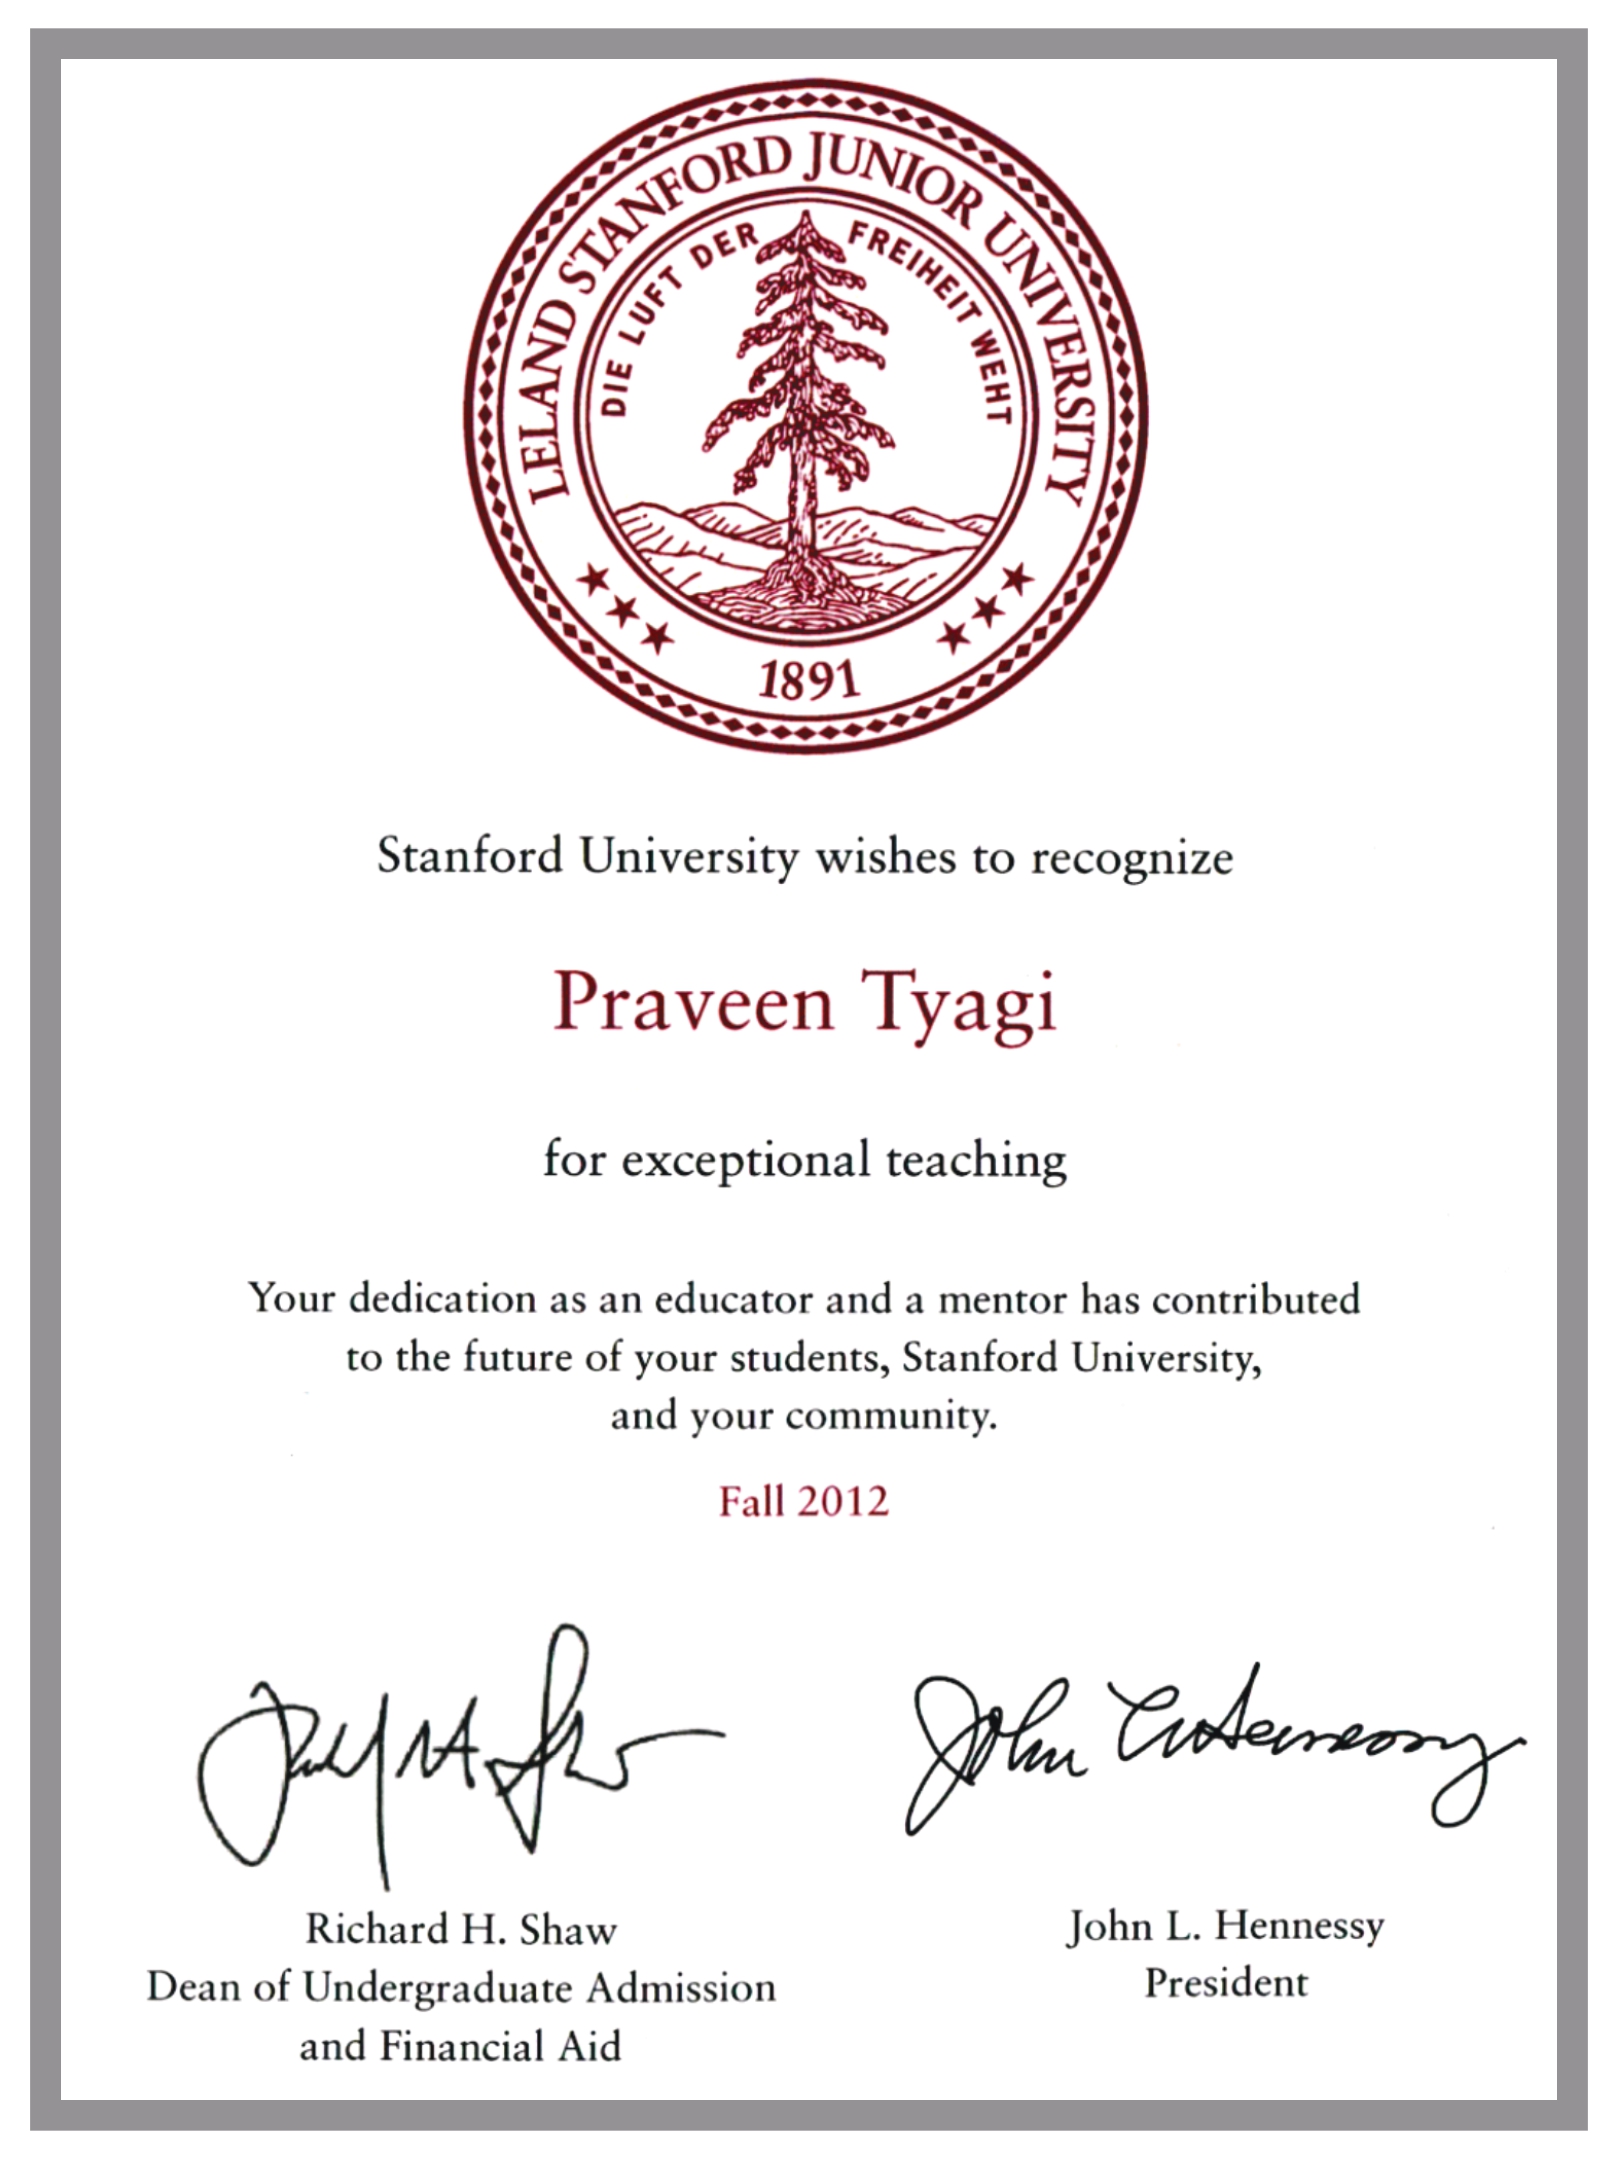 LELAND STANFORD JUNIOR UNIVERSITY
DIE LUFT DER FREIHEIT WEHT
1891
Stanford University wishes to recognize
Praveen Tyagi
for exceptional teaching
Your dedication as an educator and a mentor has contributed
to the future of your students, Stanford University,
and your community.
Fall 2012
Richard H. Shaw
Dean of Undergraduate Admission
and Financial Aid
John L. Hennessy
President